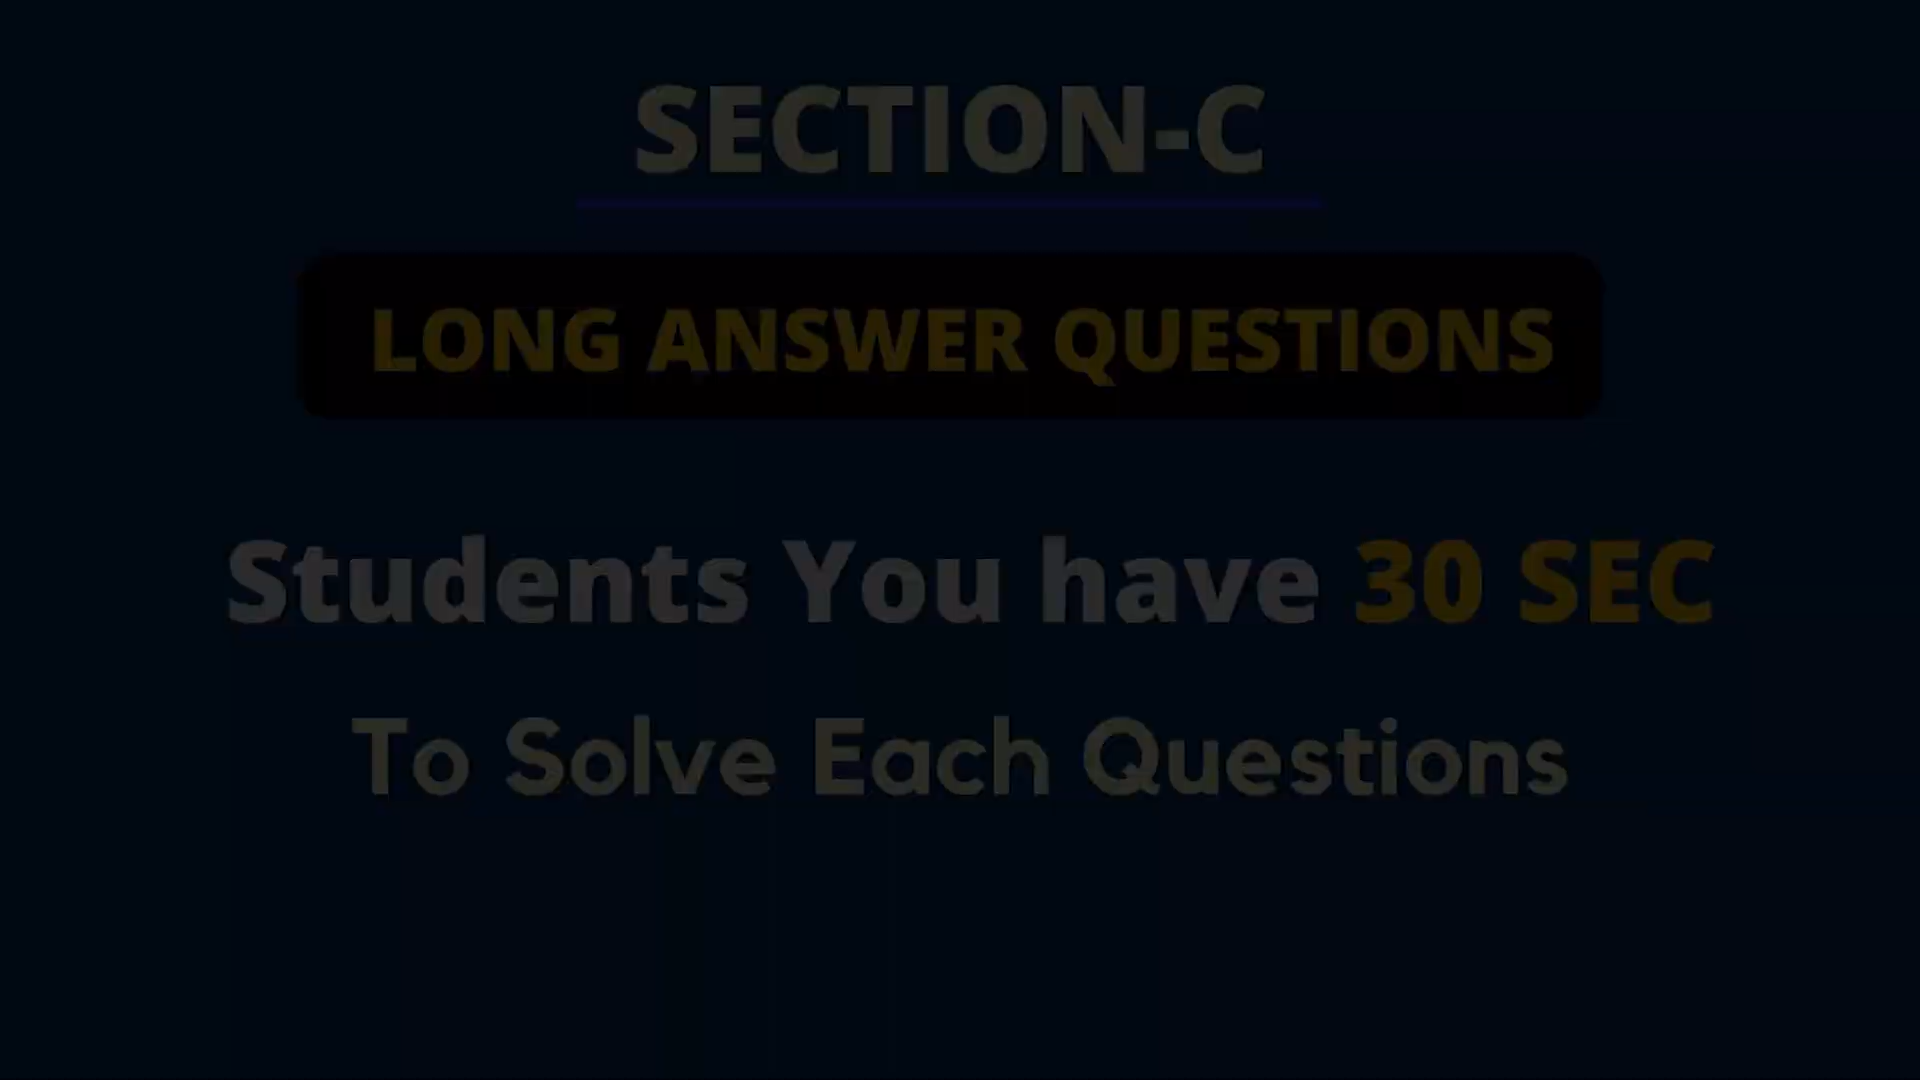 SECTION-C
LONG ANSWER QUESTIONS
Students You have 30 SEC
To Solve Each Questions